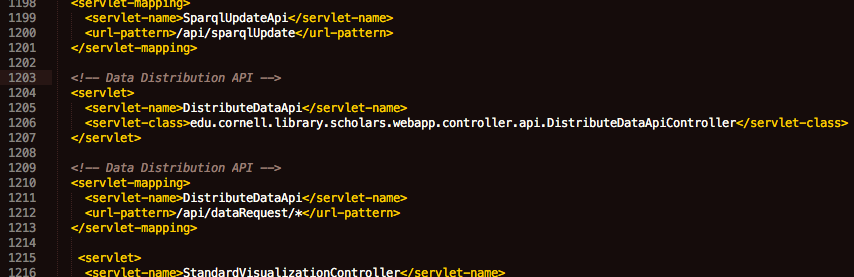 1198 <servlet-mapping>
1199 <servlet-name>SparqlUpdateApi</servlet-name>
1200 <url-pattern>/api/sparqlUpdate</url-pattern>
1201 </servlet-mapping>
1202
1203 <!-- Data Distribution API -->
1204 <servlet>
1205 <servlet-name>DistributeDataApi</servlet-name>
1206 <servlet-class>edu.cornell.library.scholars.webapp.controller.api.DistributeDataApiController</servlet-class>
1207 </servlet>
1208
1209 <!-- Data Distribution API -->
1210 <servlet-mapping>
1211 <servlet-name>DistributeDataApi</servlet-name>
1212 <url-pattern>/api/dataRequest/*</url-pattern>
1213 </servlet-mapping>
1214
1215 <servlet>
1216 <servlet-name>StandardVisualizationController</servlet-name>